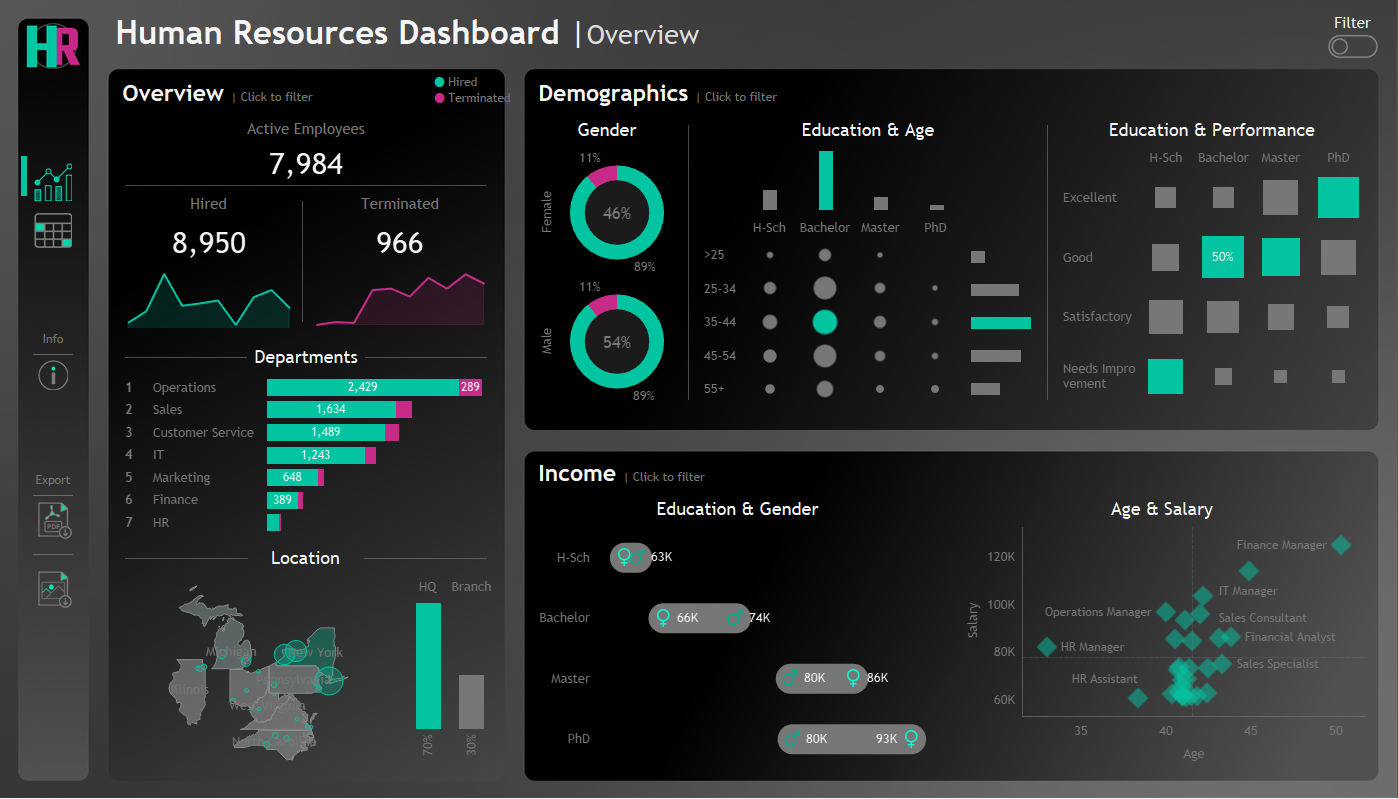 HR
Human Resources Dashboard | Overview
Filter
Overview | Click to filter
Hired
Terminated
Active Employees
7,984
Hired
Terminated
8,950
966
Departments
1 Operations 2,429 289
2 Sales 1,634
3 Customer Service 1,489
4 IT 1,243
5 Marketing 648
6 Finance 389
7 HR
Location
HQ Branch
Michigan
New York
Illinois
Pennsylvania
70% 30%
Info
Export
PDF
Demographics | Click to filter
Gender
Female
11%
46%
89%
Male
11%
54%
89%
Education & Age
H-Sch Bachelor Master PhD
>25
25-34
35-44
45-54
55+
Education & Performance
H-Sch Bachelor Master PhD
Excellent
Good 50%
Satisfactory
Needs Impro
vement
Income | Click to filter
Education & Gender
H-Sch 63K
Bachelor 66K 74K
Master 80K 86K
PhD 80K 93K
Age & Salary
Salary
120K
100K
80K
60K
Finance Manager
IT Manager
Operations Manager
Sales Consultant
Financial Analyst
HR Manager
Sales Specialist
HR Assistant
35 40 45 50
Age